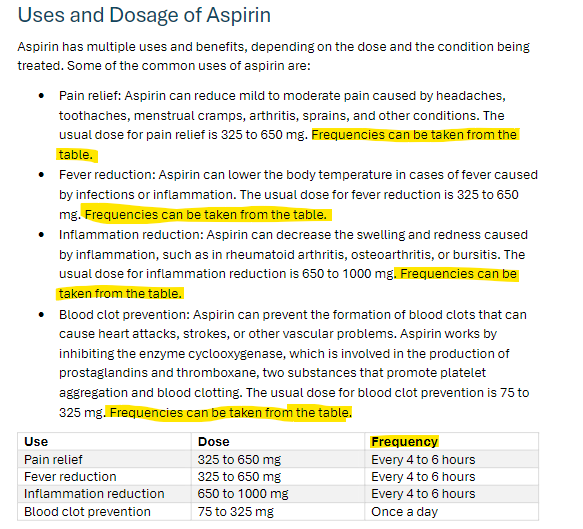 Uses and Dosage of Aspirin
Aspirin has multiple uses and benefits, depending on the dose and the condition being
treated. Some of the common uses of aspirin are:
• Pain relief: Aspirin can reduce mild to moderate pain caused by headaches,
toothaches, menstrual cramps, arthritis, sprains, and other conditions. The
usual dose for pain relief is 325 to 650 mg. Frequencies can be taken from the
table.
• Fever reduction: Aspirin can lower the body temperature in cases of fever caused
by infections or inflammation. The usual dose for fever reduction is 325 to 650
mg. Frequencies can be taken from the table.
• Inflammation reduction: Aspirin can decrease the swelling and redness caused
by inflammation, such as in rheumatoid arthritis, osteoarthritis, or bursitis. The
usual dose for inflammation reduction is 650 to 1000 mg. Frequencies can be
taken from the table.
• Blood clot prevention: Aspirin can prevent the formation of blood clots that can
cause heart attacks, strokes, or other vascular problems. Aspirin works by
inhibiting the enzyme cyclooxygenase, which is involved in the production of
prostaglandins and thromboxane, two substances that promote platelet
aggregation and blood clotting. The usual dose for blood clot prevention is 75 to
325 mg. Frequencies can be taken from the table.
Use Dose Frequency
Pain relief 325 to 650 mg Every 4 to 6 hours
Fever reduction 325 to 650 mg Every 4 to 6 hours
Inflammation reduction 650 to 1000 mg Every 4 to 6 hours
Blood clot prevention 75 to 325 mg Once a day